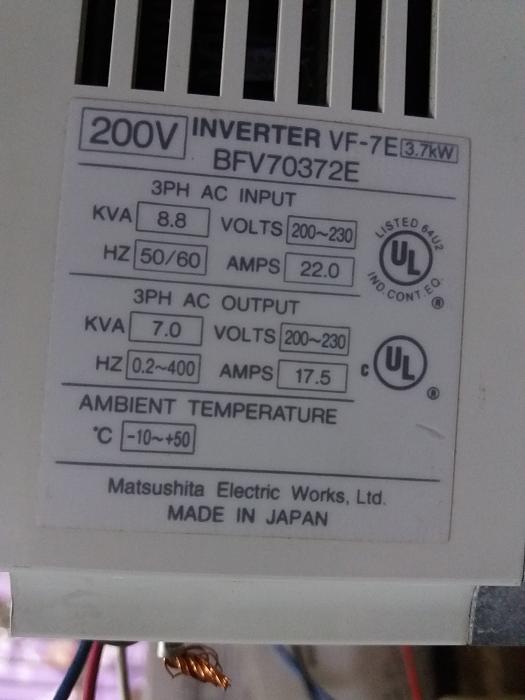 200V INVERTER VF-7E 3.7kW
BFV70372E
3PH AC INPUT
KVA 8.8 VOLTS 200~230
HZ 50/60 AMPS 22.0
LISTED 64U2
UL
IND.CONT.EQ.
®
3PH AC OUTPUT
KVA 7.0 VOLTS 200~230
HZ 0.2~400 AMPS 17.5
C UL
®
AMBIENT TEMPERATURE
°C -10~+50
Matsushita Electric Works, Ltd.
MADE IN JAPAN